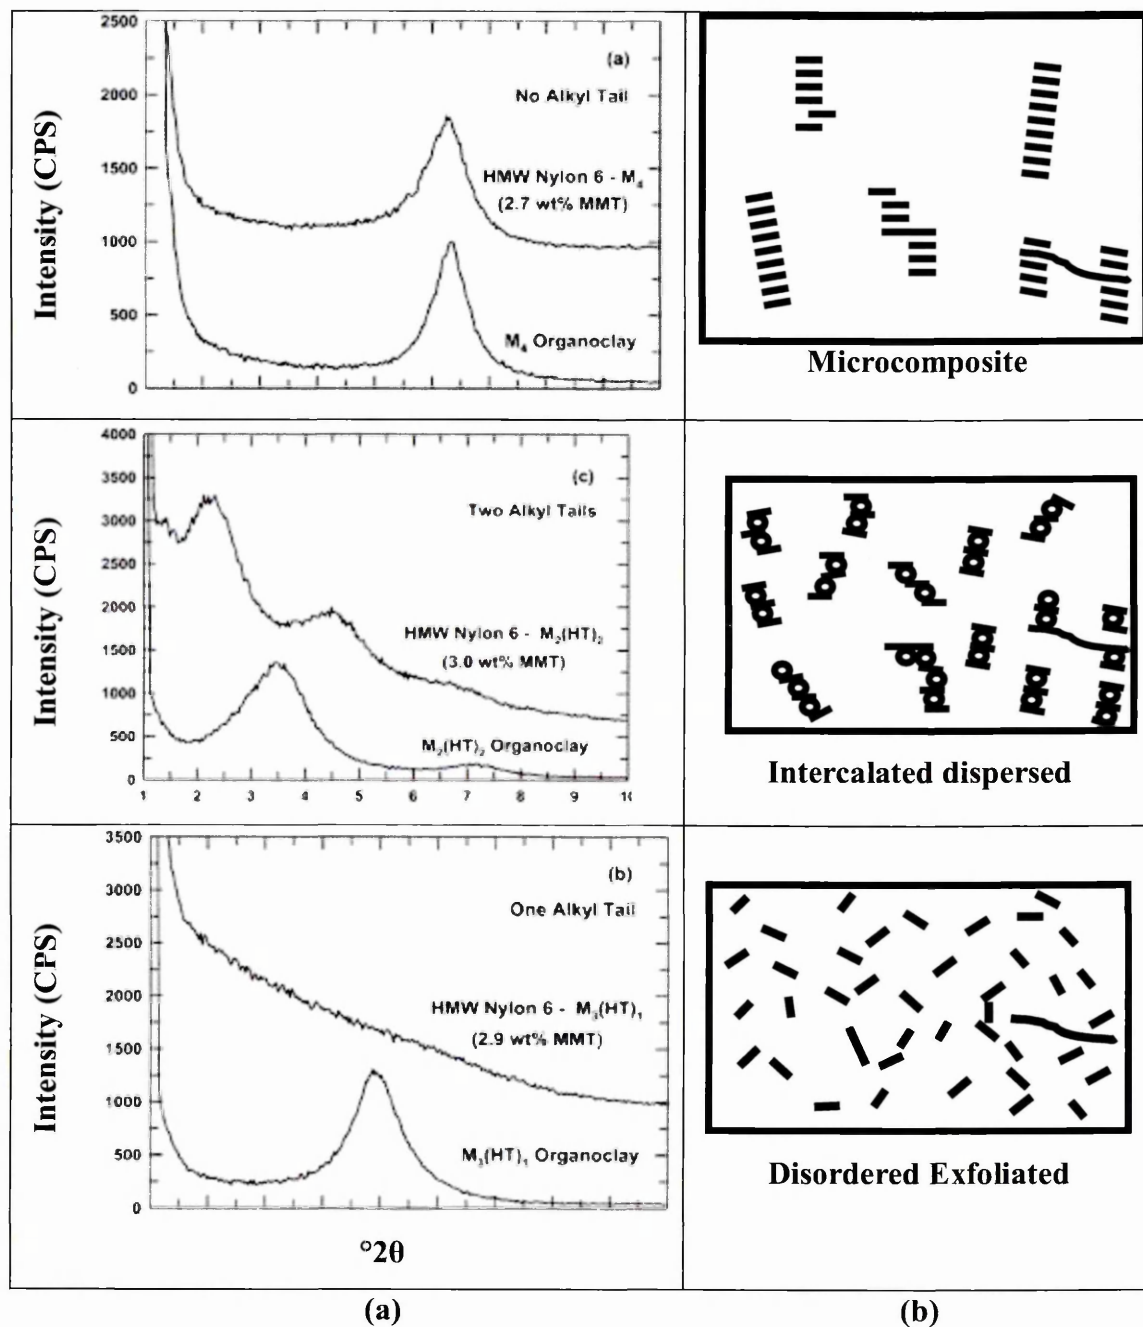 Intensity (CPS)
2500
2000
1500
1000
500
0
(a)
No Alkyl Tail
HMW Nylon 6 - M₄
(2.7 wt% MMT)
M₄ Organoclay
Microcomposite
Intensity (CPS)
4000
3500
3000
2500
2000
1500
1000
500
0
(c)
Two Alkyl Tails
HMW Nylon 6 - M₂(HT)₂
(3.0 wt% MMT)
M₂(HT)₂ Organoclay
1 2 3 4 5 6 7 8 9
Intercalated dispersed
Intensity (CPS)
3500
3000
2500
2000
1500
1000
500
0
(b)
One Alkyl Tail
HMW Nylon 6 - M₃(HT)₁
(2.9 wt% MMT)
M₃(HT)₁ Organoclay
Disordered Exfoliated
°2θ
(a) (b)